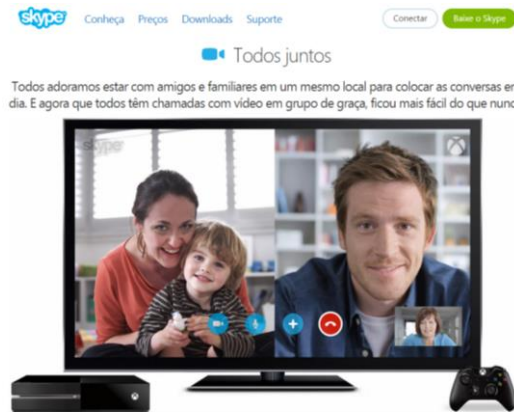 skype
Conheça Preços Downloads Suporte
Conectar
Baixe o Skype
Todos juntos
Todos adoramos estar com amigos e familiares em um mesmo local para colocar as conversas em
dia. E agora que todos têm chamadas com vídeo em grupo de graça, ficou mais fácil do que
skype